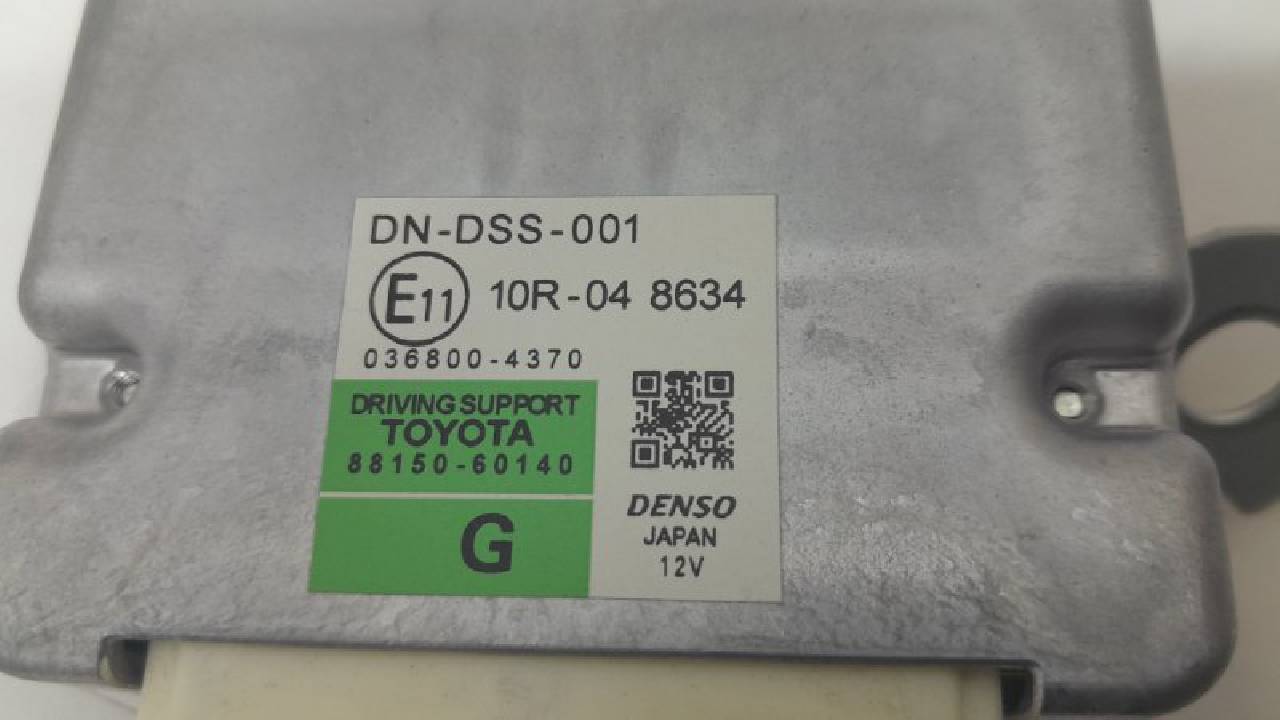 DN-DSS-001
E11 10R-04 8634
036800-4370
DRIVING SUPPORT
TOYOTA
88150-60140
G
DENSO
JAPAN
12V